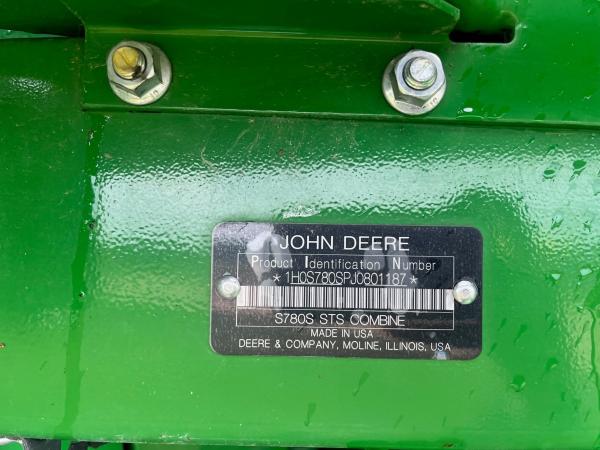 JOHN DEERE
Product Identification Number
*1H0S780SPJ0801187*
S780S STS COMBINE
MADE IN USA
DEERE & COMPANY, MOLINE, ILLINOIS, USA